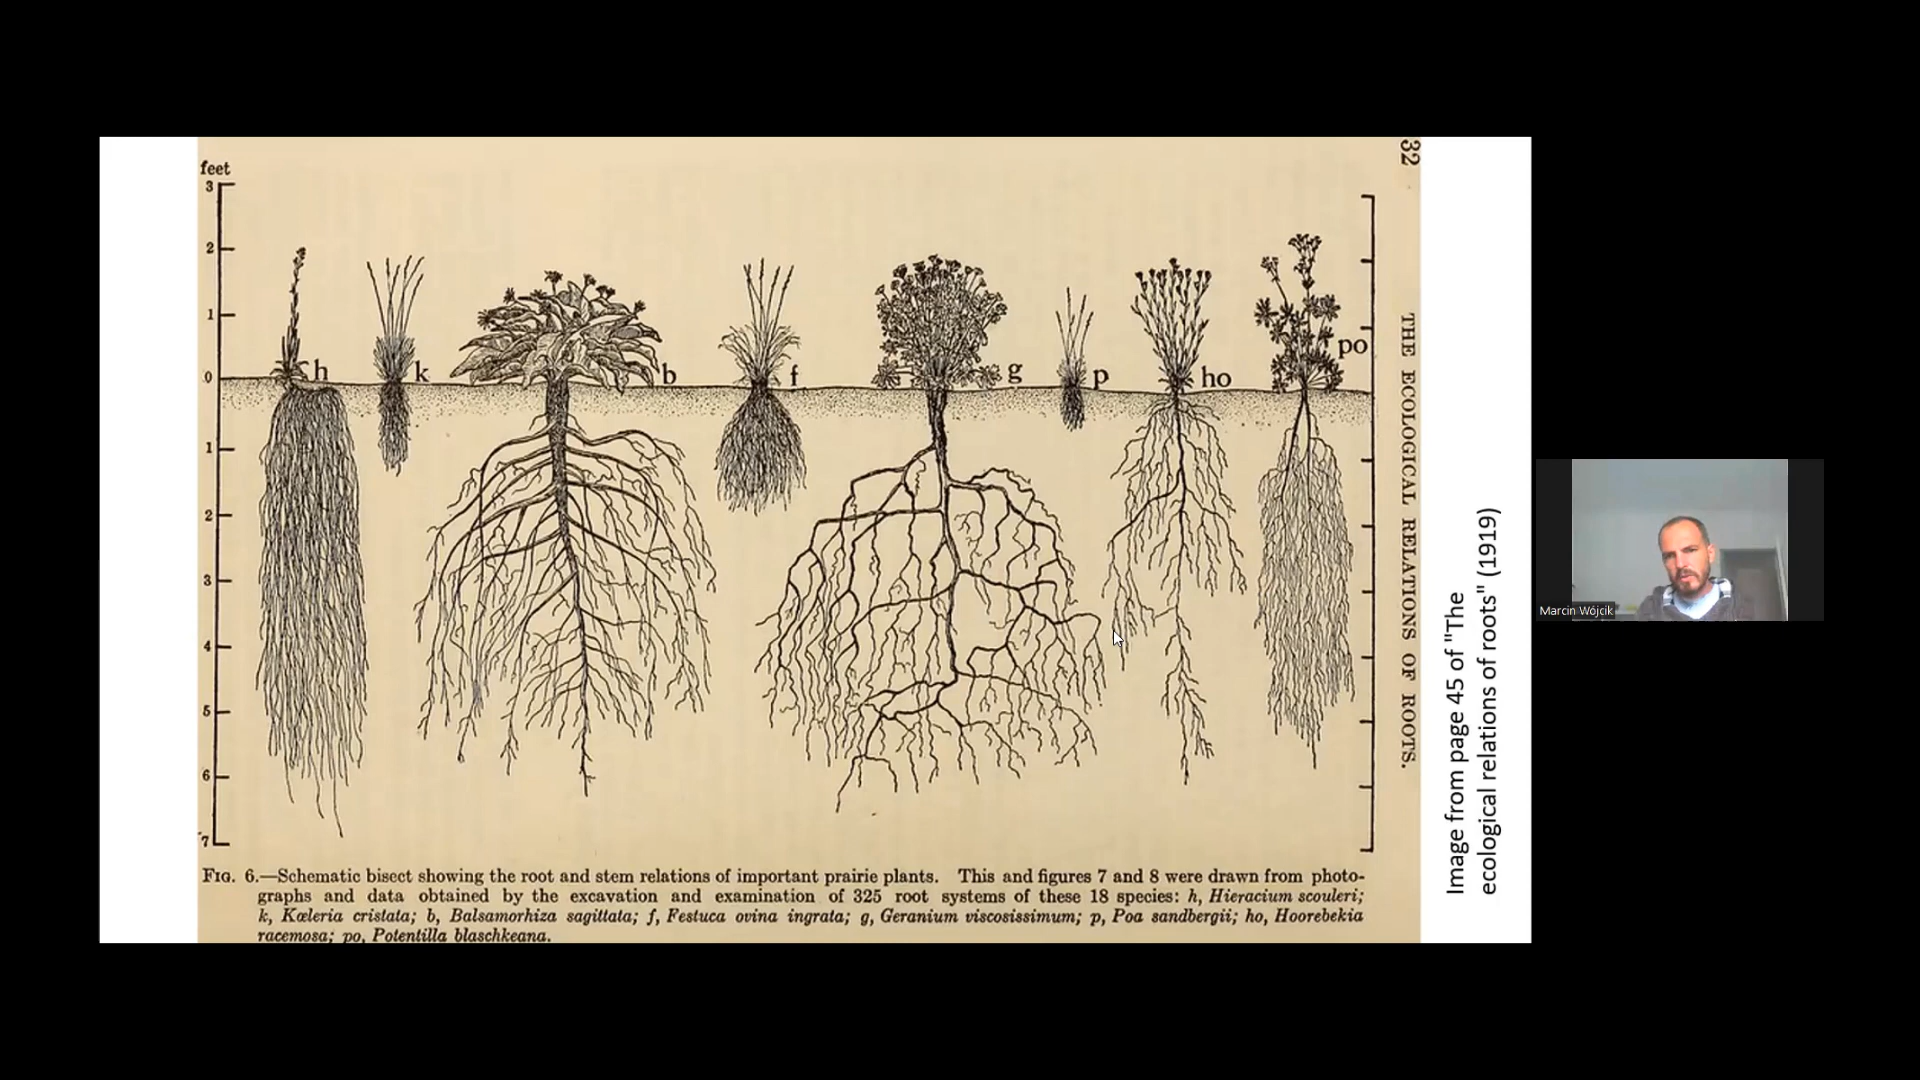 32
feet
3
2
1
0
1
2
3
4
5
6
7
h
k
b
f
g
p
ho
po
THE ECOLOGICAL RELATIONS OF ROOTS.
FIG. 6.—Schematic bisect showing the root and stem relations of important prairie plants. This and figures 7 and 8 were drawn from photo-
graphs and data obtained by the excavation and examination of 325 root systems of these 18 species: h, Hieracium scouleri;
k, Kœleria cristata; b, Balsamorhiza sagittata; f, Festuca ovina ingrata; g, Geranium viscosissimum; p, Poa sandbergii; ho, Hoorebekia
racemosa; po, Potentilla blaschkeana.
Image from page 45 of "The
ecological relations of roots" (1919)
Marcin Wójcik